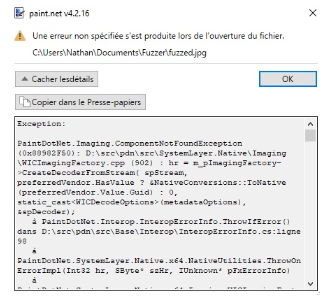 paint.net v4.2.16
Une erreur non spécifiée s'est produite lors de l'ouverture du fichier.
C:\Users\Nathan\Documents\Fuzzer\fuzzed.jpg
Cacher lesdétails
OK
Copier dans le Presse-papiers
Exception:
PaintDotNet.Imaging.ComponentNotFoundException
(0x88982F50): D:\src\pdn\src\SystemLayer.Native\Imaging
\WICImagingFactory.cpp (902) : hr = m_pImagingFactory-
>CreateDecoderFromStream( spStream,
preferredVendor.HasValue ? &NativeConversions::ToNative
(preferredVendor.Value.Guid) : 0,
static_cast<WICDecodeOptions>(metadataOptions),
&spDecoder);
à PaintDotNet.Interop.InteropErrorInfo.ThrowIfError()
dans D:\src\pdn\src\Base\Interop\InteropErrorInfo.cs:ligne
98
à
PaintDotNet.SystemLayer.Native.x64.NativeUtilities.ThrowOn
ErrorImpl(Int32 hr, SByte* szHr, IUnknown* pFxErrorInfo)
à